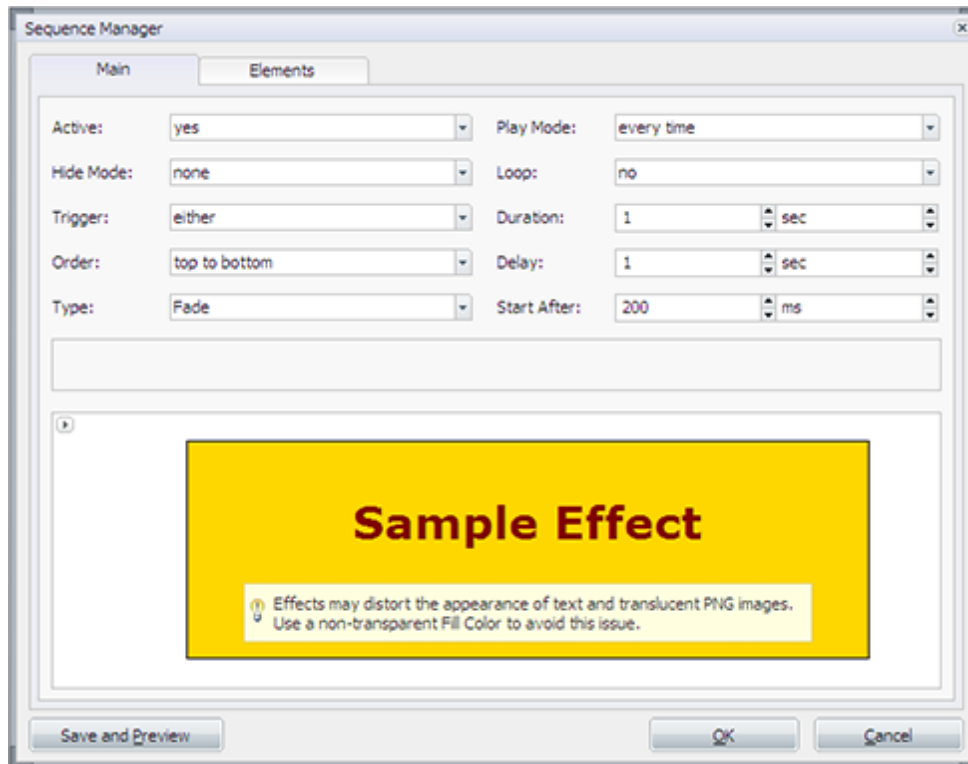 Sequence Manager
Main Elements
Active: yes Play Mode: every time
Hide Mode: none Loop: no
Trigger: either Duration: 1 sec
Order: top to bottom Delay: 1 sec
Type: Fade Start After: 200 ms
Sample Effect
Effects may distort the appearance of text and translucent PNG images.
Use a non-transparent Fill Color to avoid this issue.
Save and Preview OK Cancel